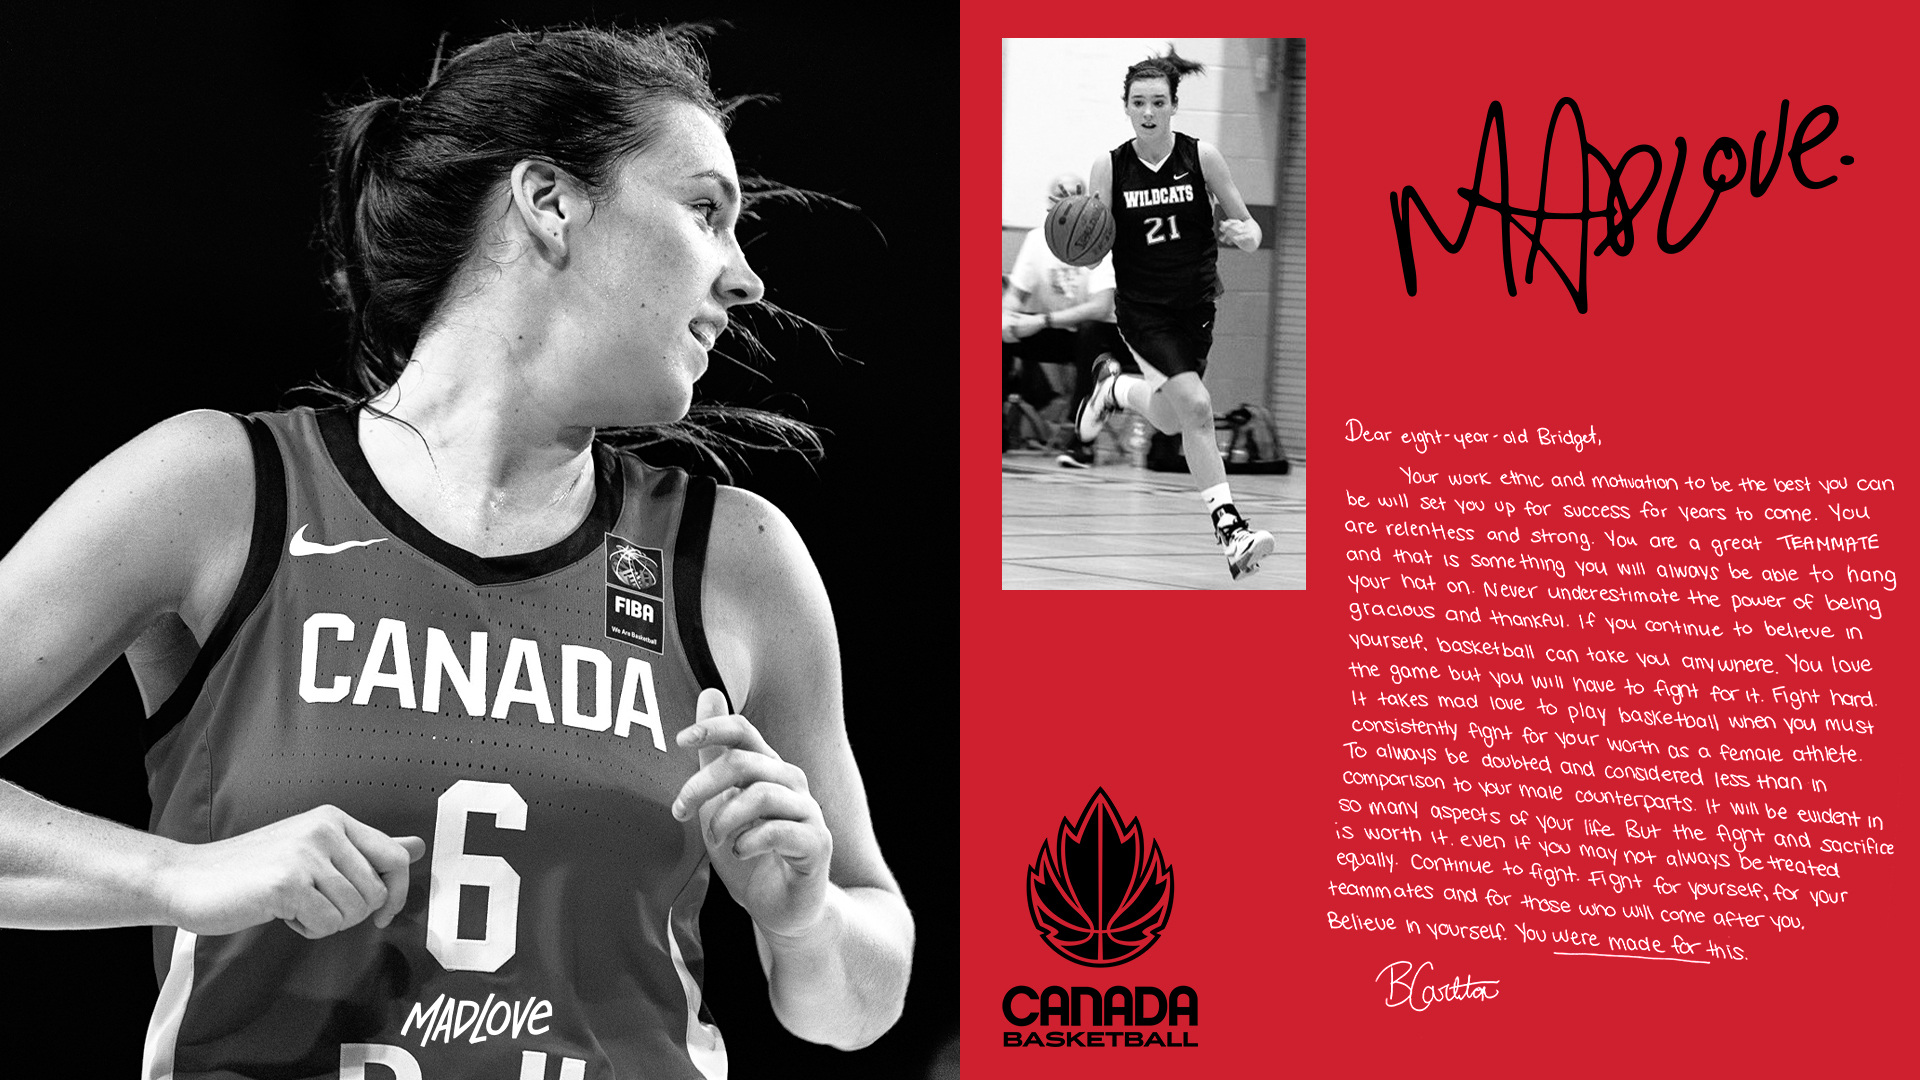 CANADA
FIBA
We Are Basketball
6
MADLOVE
WILDCATS
21
MADLOVE.
Dear eight-year-old Bridget,
Your work ethic and motivation to be the best you can
be will set you up for success for years to come. You
are relentless and strong. You are a great TEAMMATE
and that is something you will always be able to hang
your hat on. Never underestimate the power of being
gracious and thankful. If you continue to believe in
yourself, basketball can take you anywhere. You love
the game but you will have to fight for it. Fight hard.
It takes mad love to play basketball when you must
consistently fight for your worth as a female athlete.
To always be doubted and considered less than in
comparison to your male counterparts. It will be evident in
so many aspects of your life. But the fight and sacrifice
is worth it. even if you may not always be treated
equally. Continue to fight. Fight for yourself, for your
teammates and for those who will come after you.
Believe in yourself. You were made for this.
BCarleton
CANADA
BASKETBALL